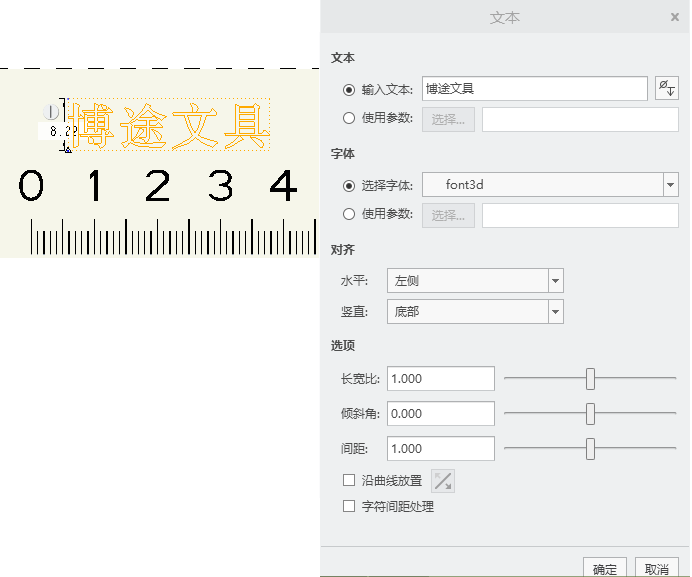 文本
文本
输入文本: 博途文具
使用参数: 选择...
字体
选择字体: font3d
使用参数: 选择...
对齐
水平: 左侧
竖直: 底部
选项
长宽比: 1.000
倾斜角: 0.000
间距: 1.000
沿曲线放置
字符间距处理
确定 取消
博途文具
0 1 2 3 4